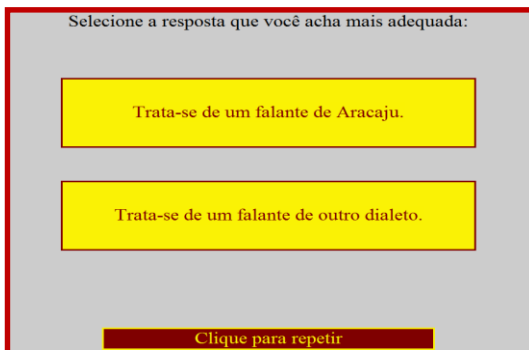 Selecione a resposta que você acha mais adequada:
Trata-se de um falante de Aracaju.
Trata-se de um falante de outro dialeto.
Clique para repetir